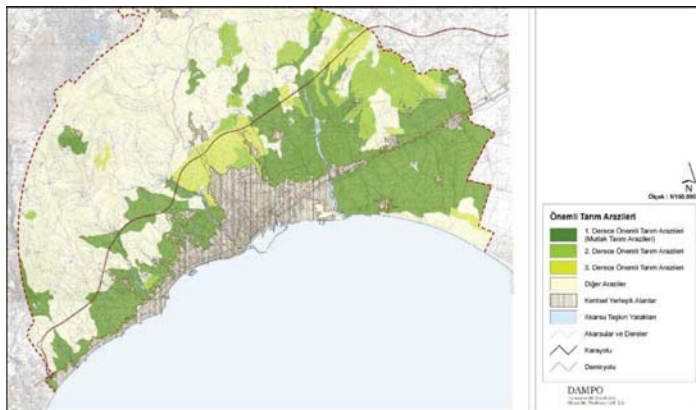 N
Ölçek : 1/100.000
Önemli Tarım Arazileri
1. Derece Önemli Tarım Arazileri
(Mutlak Tarım Arazileri)
2. Derece Önemli Tarım Arazileri
3. Derece Önemli Tarım Arazileri
Diğer Araziler
Kentsel Yerleşik Alanlar
Akarsu Taşkın Yatakları
Akarsular ve Dereler
Karayolu
Demiryolu
DAMPO